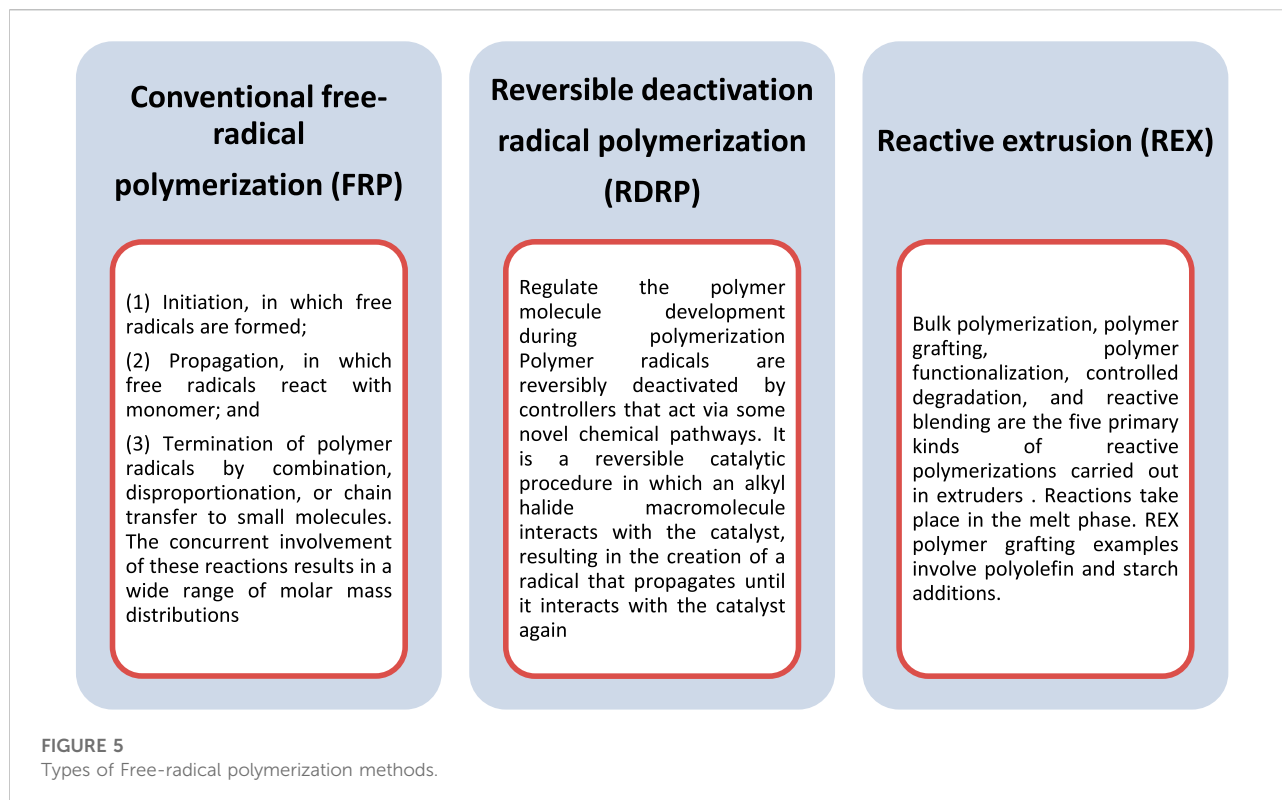 Conventional free-
radical
polymerization (FRP)
(1) Initiation, in which free
radicals are formed;
(2) Propagation, in which
free radicals react with
monomer; and
(3) Termination of polymer
radicals by combination,
disproportionation, or chain
transfer to small molecules.
The concurrent involvement
of these reactions results in a
wide range of molar mass
distributions
Reversible deactivation
radical polymerization
(RDRP)
Regulate the polymer
molecule development
during polymerization
Polymer radicals are
reversibly deactivated by
controllers that act via some
novel chemical pathways. It
is a reversible catalytic
procedure in which an alkyl
halide macromolecule
interacts with the catalyst,
resulting in the creation of a
radical that propagates until
it interacts with the catalyst
again
Reactive extrusion (REX)
Bulk polymerization, polymer
grafting, polymer
functionalization, controlled
degradation, and reactive
blending are the five primary
kinds of reactive
polymerizations carried out
in extruders . Reactions take
place in the melt phase. REX
polymer grafting examples
involve polyolefin and starch
additions.
FIGURE 5
Types of Free-radical polymerization methods.